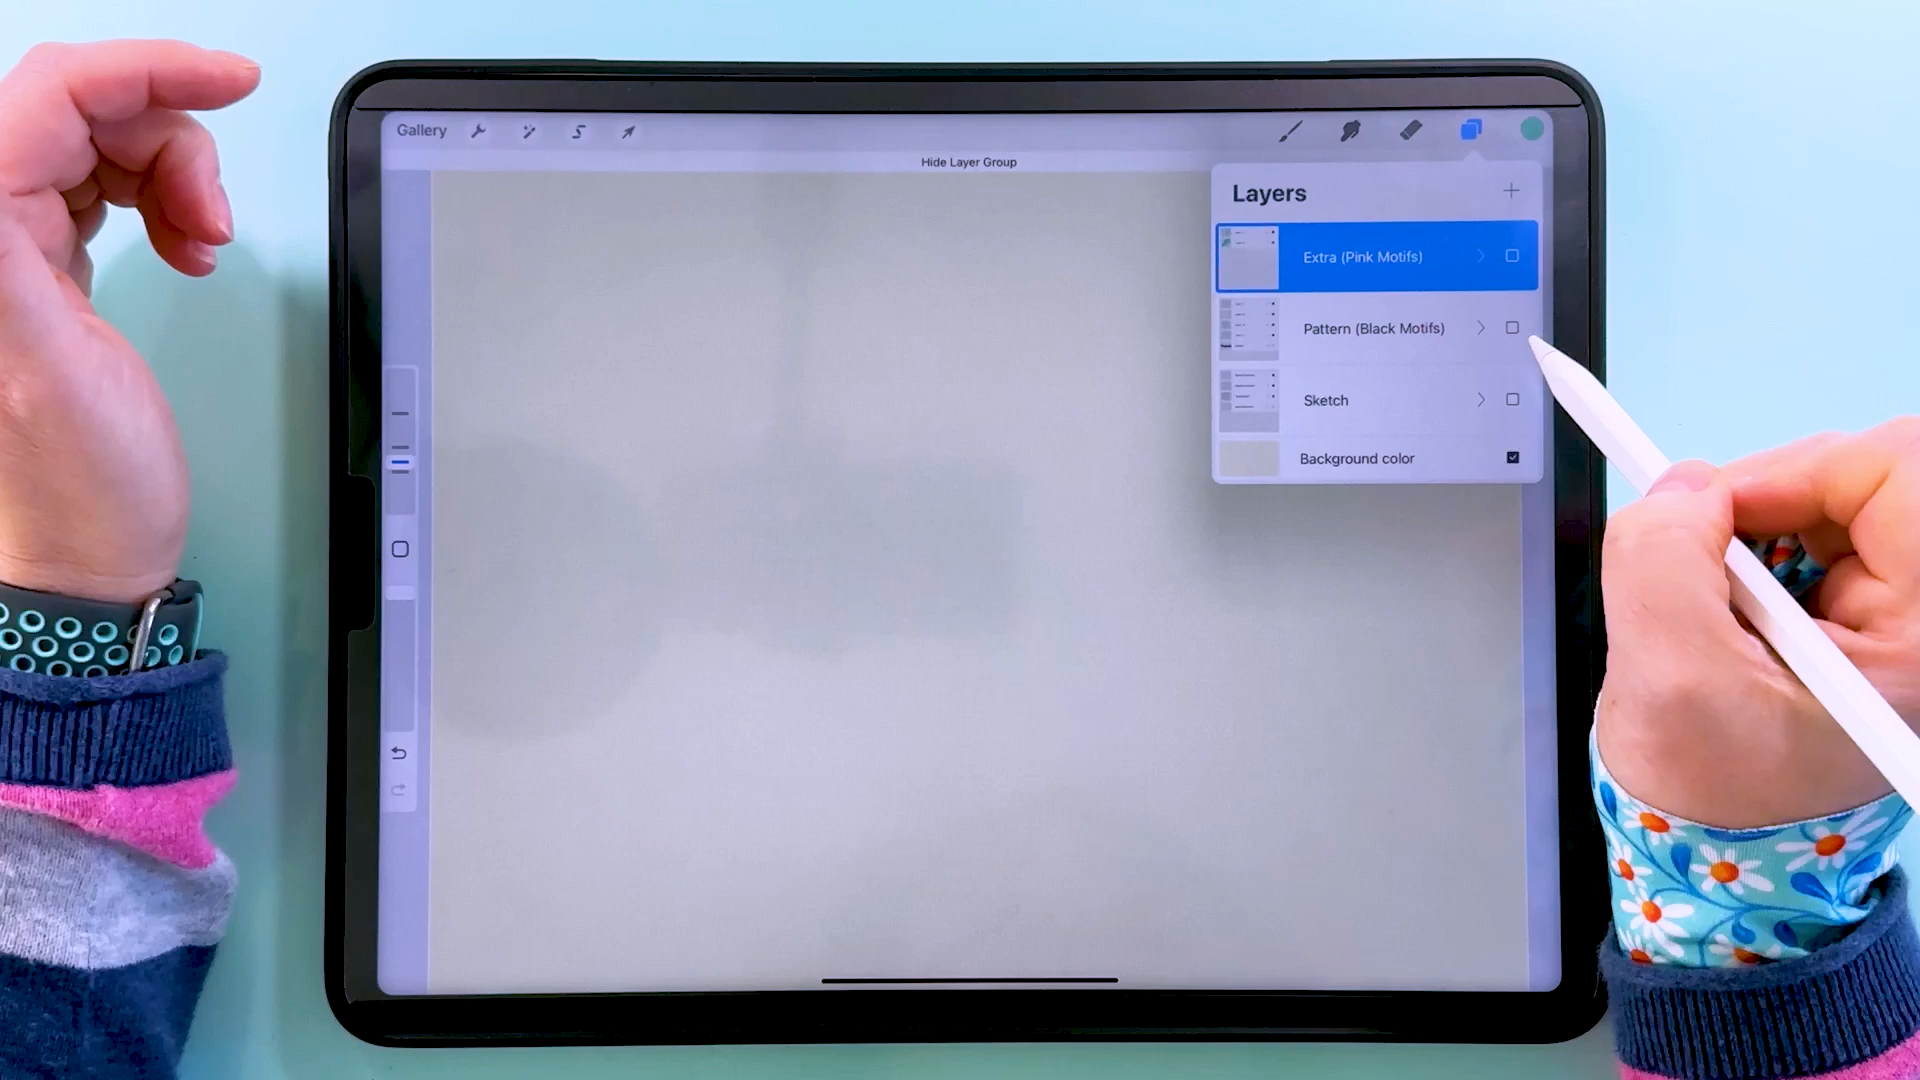 Gallery
Hide Layer Group
Layers
Extra (Pink Motifs)
Pattern (Black Motifs)
Sketch
Background color